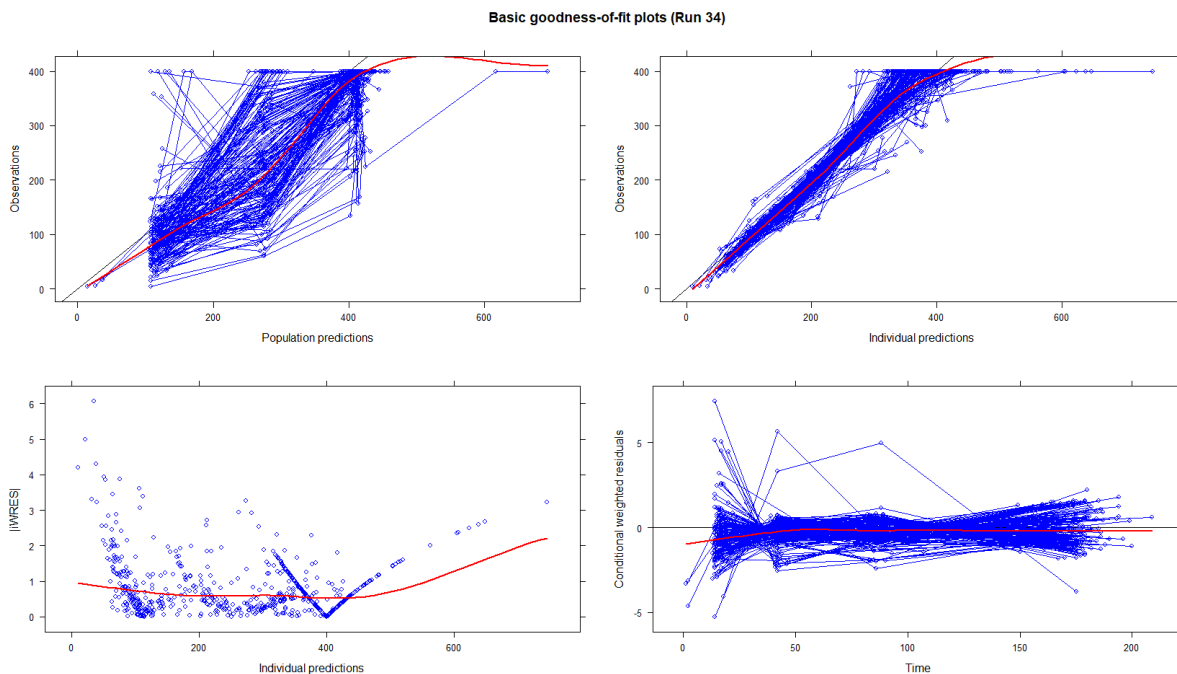 Basic goodness-of-fit plots (Run 34)
400
300
200
100
0
Observations
0 200 400 600
Population predictions
400
300
200
100
0
Observations
0 200 400 600
Individual predictions
6
5
4
3
2
1
0
|iWRES|
0 200 400 600
Individual predictions
5
0
-5
Conditional weighted residuals
0 50 100 150 200
Time